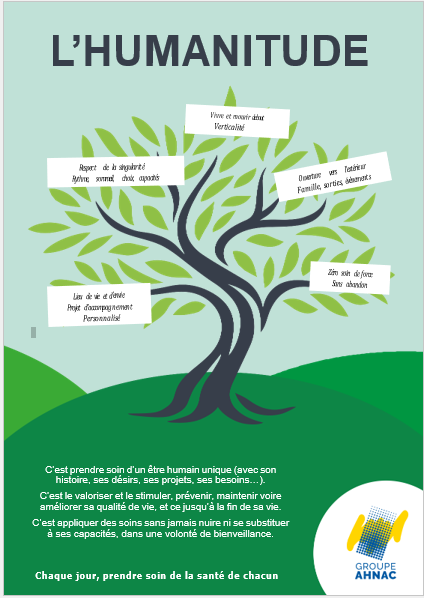 L'HUMANITUDE
Vivre et mourir debout
Verticalité
Respect de la singularité
Rythme, sommeil, choix, capacités
Ouverture vers l'extérieur
Famille, sorties, évènements
Zéro soin de force
Sans abandon
Lieu de vie et d'envie
Projet d'accompagnement
Personnalisé
C'est prendre soin d'un être humain unique (avec son
histoire, ses désirs, ses projets, ses besoins…).
C'est le valoriser et le stimuler, prévenir, maintenir voire
améliorer sa qualité de vie, et ce jusqu'à la fin de sa vie.
C'est appliquer des soins sans jamais nuire ni se substituer
à ses capacités, dans une volonté de bienveillance.
Chaque jour, prendre soin de la santé de chacun
GROUPE
AHNAC